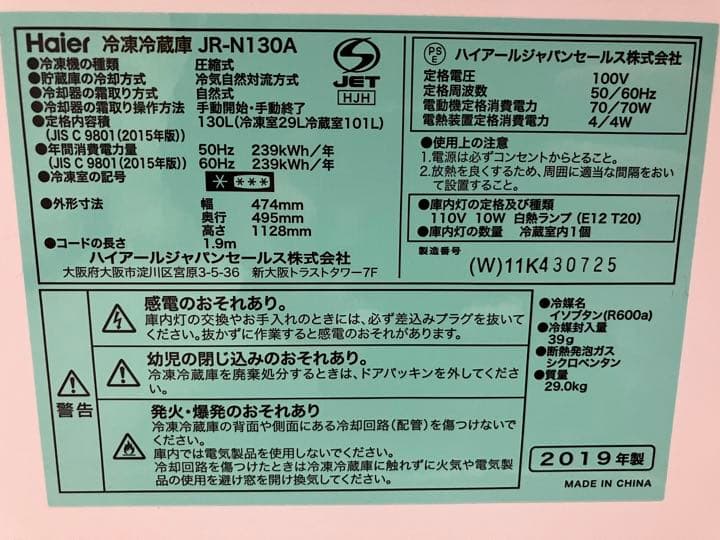 Haier 冷凍冷蔵庫 JR-N130A
●冷凍機の種類 圧縮式
●貯蔵庫の冷却方式 冷気自然対流方式
●冷却器の霜取り方式 自然式
●冷却器の霜取り操作方法 手動開始・手動終了
●定格内容積 130L(冷凍室29L冷蔵室101L)
(JIS C 9801(2015年版))
●年間消費電力量 50Hz 239kWh/年
(JIS C 9801(2015年版)) 60Hz 239kWh/年
●冷凍室の記号 * ***
●外形寸法 幅 474mm
奥行 495mm
高さ 1128mm
●コードの長さ 1.9m
ハイアールジャパンセールス株式会社
大阪府大阪市淀川区宮原3-5-36 新大阪トラストタワー7F
S
JET
HJH
PS
E
ハイアールジャパンセールス株式会社
定格電圧 100V
定格周波数 50/60Hz
電動機定格消費電力 70/70W
電熱装置定格消費電力 4/4W
●使用上の注意
1.電源は必ずコンセントからとること。
2.放熱を良くするため、周囲に適当な間隔をおい
て設置すること。
●庫内灯の定格及び種類
110V 10W 白熱ランプ (E12 T20)
●庫内灯の数量 冷蔵室内1個
製造番号
(W)11K430725
警告
感電のおそれあり。
庫内灯の交換やお手入れのときには、必ず差込みプラグを抜いて
ください。抜かずに作業すると感電のおそれがあります。
幼児の閉じ込めのおそれあり。
冷凍冷蔵庫を廃棄処分するときは、ドアパッキンを外してくださ
い。
発火・爆発のおそれあり
冷凍冷蔵庫の背面や側面にある冷却回路(配管)を傷つけないで
ください。
庫内では電気製品を使用しないでください。
冷却回路を傷つけたときは冷凍冷蔵庫に触れずに火気や電気製
品の使用を避け窓を開け換気してください。
●冷媒名
イソブタン(R600a)
●冷媒封入量
39g
●断熱発泡ガス
シクロペンタン
●質量
29.0kg
2019年製
MADE IN CHINA